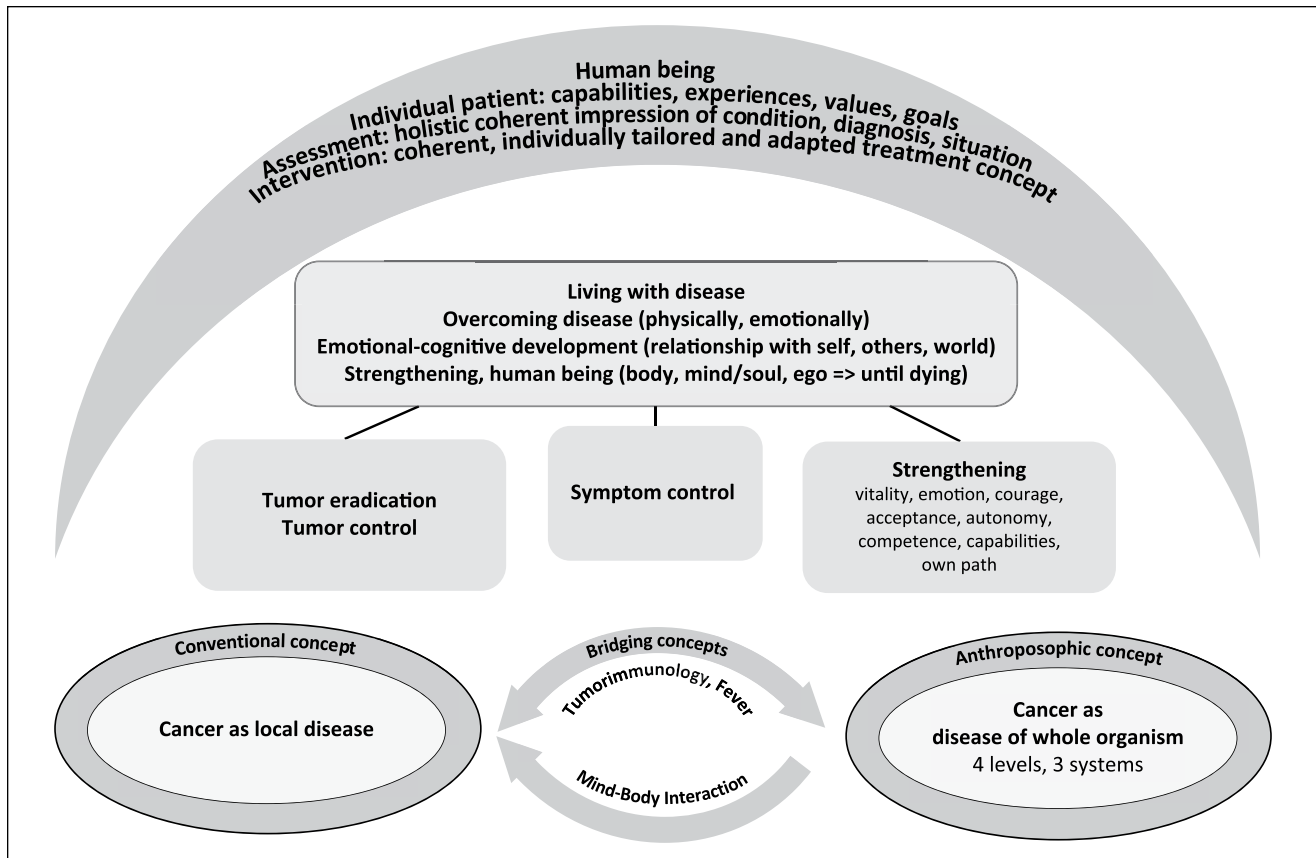 Human being
Individual patient: capabilities, experiences, values, goals
Assessment: holistic coherent impression of condition, diagnosis, situation
Intervention: coherent, individually tailored and adapted treatment concept
Living with disease
Overcoming disease (physically, emotionally)
Emotional-cognitive development (relationship with self, others, world)
Strengthening, human being (body, mind/soul, ego => until dying)
Tumor eradication
Tumor control
Symptom control
Strengthening
vitality, emotion, courage,
acceptance, autonomy,
competence, capabilities,
own path
Conventional concept
Cancer as local disease
Bridging concepts
Tumorimmunology, Fever
Mind-Body Interaction
Anthroposophic concept
Cancer as
disease of whole organism
4 levels, 3 systems